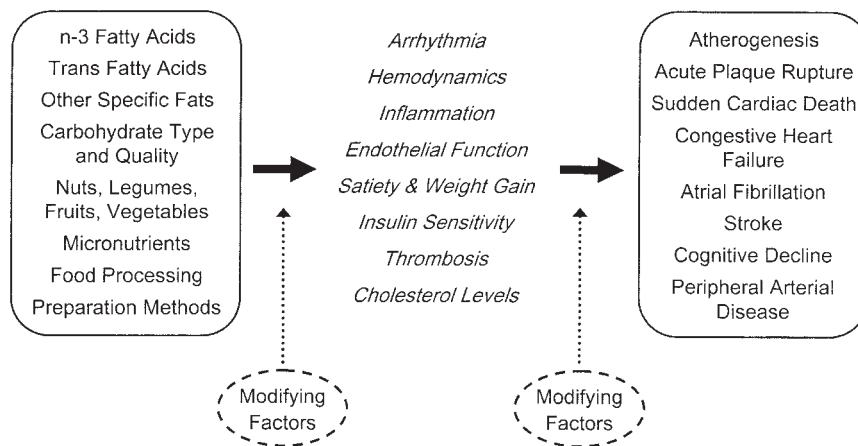 n-3 Fatty Acids
Trans Fatty Acids
Other Specific Fats
Carbohydrate Type
and Quality
Nuts, Legumes,
Fruits, Vegetables
Micronutrients
Food Processing
Preparation Methods
Arrhythmia
Hemodynamics
Inflammation
Endothelial Function
Satiety & Weight Gain
Insulin Sensitivity
Thrombosis
Cholesterol Levels
Atherogenesis
Acute Plaque Rupture
Sudden Cardiac Death
Congestive Heart
Failure
Atrial Fibrillation
Stroke
Cognitive Decline
Peripheral Arterial
Disease
Modifying
Factors
Modifying
Factors